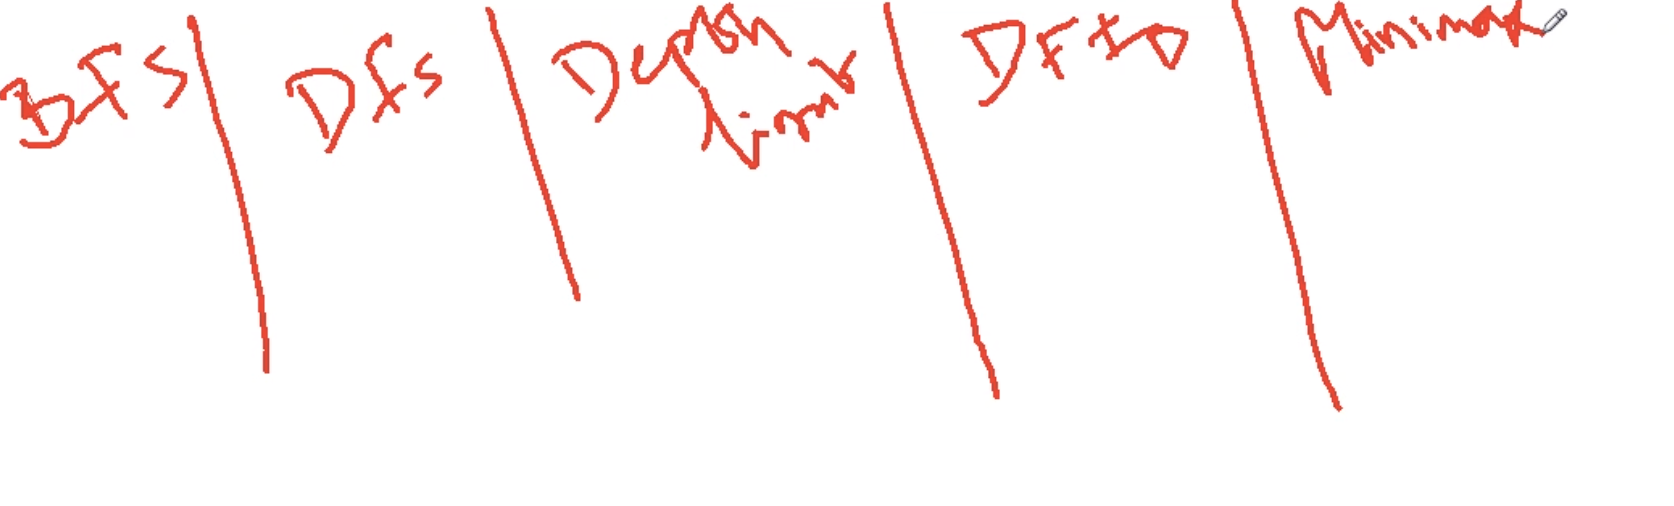 BFS
DFS
Depth
limit
DFID
Minimax